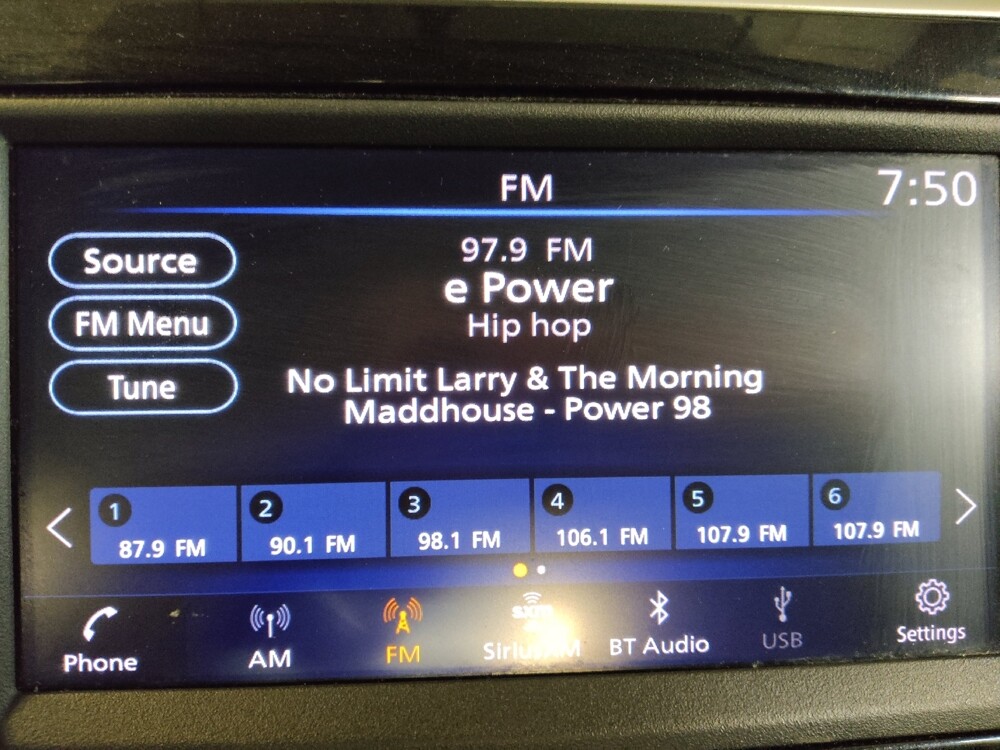 FM
7:50
Source
97.9 FM
e Power
FM Menu
Hip hop
Tune
No Limit Larry & The Morning
Maddhouse - Power 98
1
2
3
4
5
6
87.9 FM
90.1 FM
98.1 FM
106.1 FM
107.9 FM
107.9 FM
Phone
AM
FM
SiriusXM
BT Audio
USB
Settings